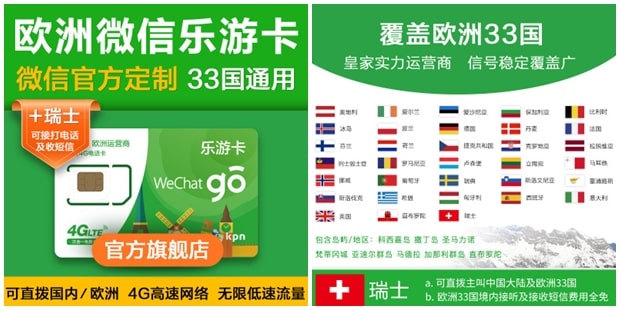 欧洲微信乐游卡
微信官方定制 33国通用
+瑞士
可接打电话
及收短信
欧洲运营商
4G电话卡
乐游卡
WeChat go
4GLTE
kpn
官方旗舰店
可直拨国内/欧洲 4G高速网络 无限低速流量
覆盖欧洲33国
皇家实力运营商 信号稳定覆盖广
奥地利 爱尔兰 爱沙尼亚 保加利亚 比利时
冰岛 波兰 德国 丹麦 法国
芬兰 荷兰 捷克共和国 克罗地亚 拉脱维亚
列支敦士登 罗马尼亚 卢森堡 立陶宛 马耳他
挪威 葡萄牙 瑞典 斯洛文尼亚 塞浦路斯
斯洛伐克 希腊 匈牙利 西班牙 意大利
英国 直布罗陀 瑞士
包含岛屿/地区: 科西嘉岛 撒丁岛 圣马力诺
梵蒂冈城 亚速尔群岛 马德拉 加那利群岛 直布罗陀
瑞士
a. 可直拨主叫中国大陆及欧洲33国
b. 欧洲33国境内接听及接收短信费用全免